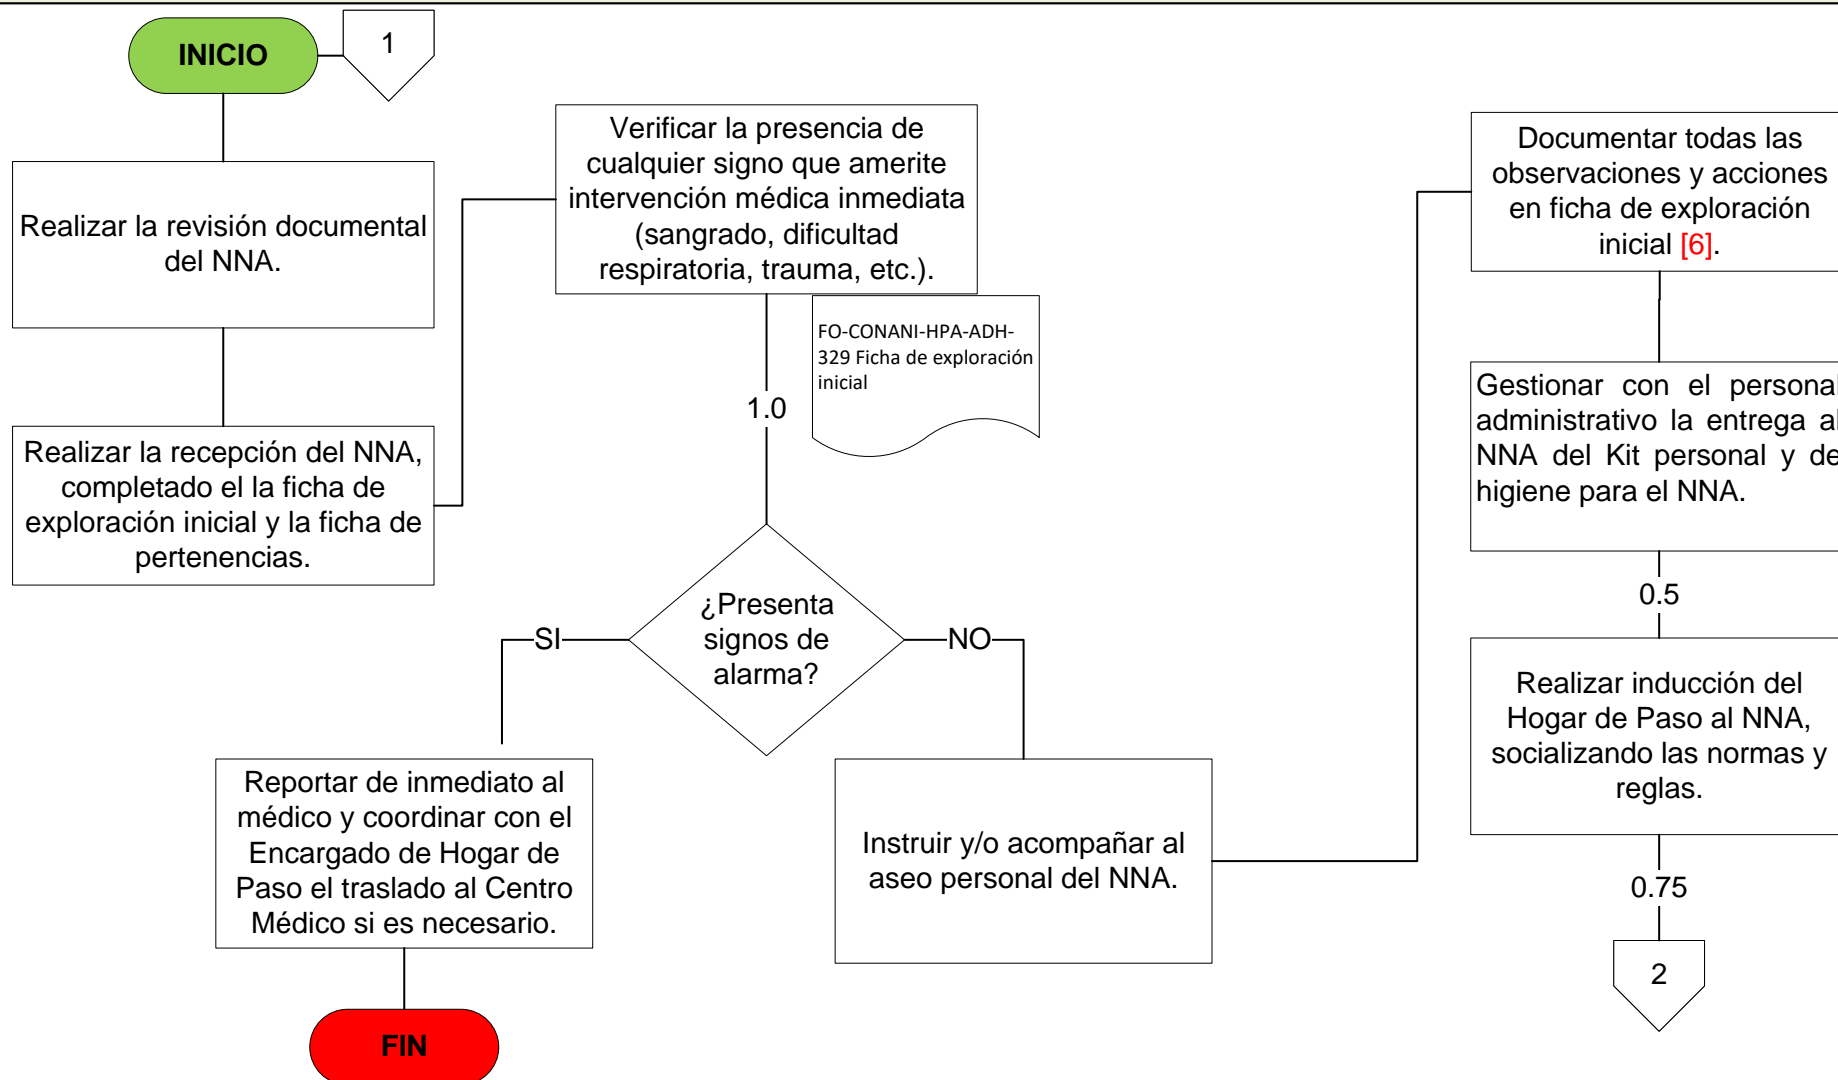 INICIO
1
Realizar la revisión documental
del NNA.
Realizar la recepción del NNA,
completado el la ficha de
exploración inicial y la ficha de
pertenencias.
Verificar la presencia de
cualquier signo que amerite
intervención médica inmediata
(sangrado, dificultad
respiratoria, trauma, etc.).
FO-CONANI-HPA-ADH-
329 Ficha de exploración
inicial
1.0
¿Presenta
signos de
alarma?
SI
NO
Reportar de inmediato al
médico y coordinar con el
Encargado de Hogar de
Paso el traslado al Centro
Médico si es necesario.
FIN
Instruir y/o acompañar al
aseo personal del NNA.
Documentar todas las
observaciones y acciones
en ficha de exploración
inicial [6].
Gestionar con el personal
administrativo la entrega al
NNA del Kit personal y de
higiene para el NNA.
0.5
Realizar inducción del
Hogar de Paso al NNA,
socializando las normas y
reglas.
0.75
2